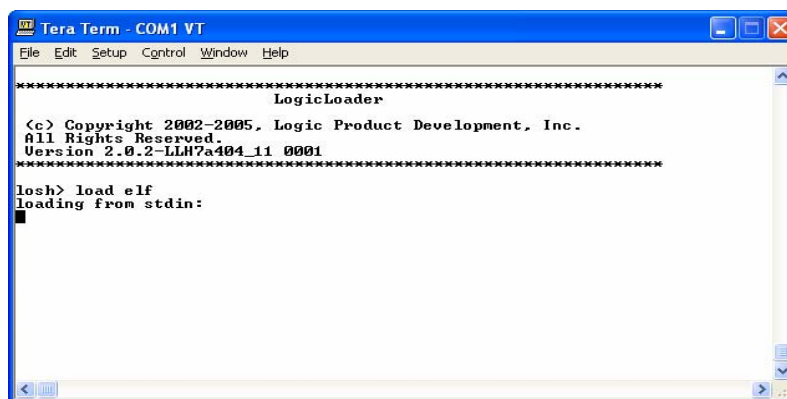 Tera Term - COM1 VT
File Edit Setup Control Window Help
*******************************************************************
LogicLoader
(c) Copyright 2002-2005, Logic Product Development, Inc.
All Rights Reserved.
Version 2.0.2-LLH7a404_11 0001
*******************************************************************
losh> load elf
loading from stdin: